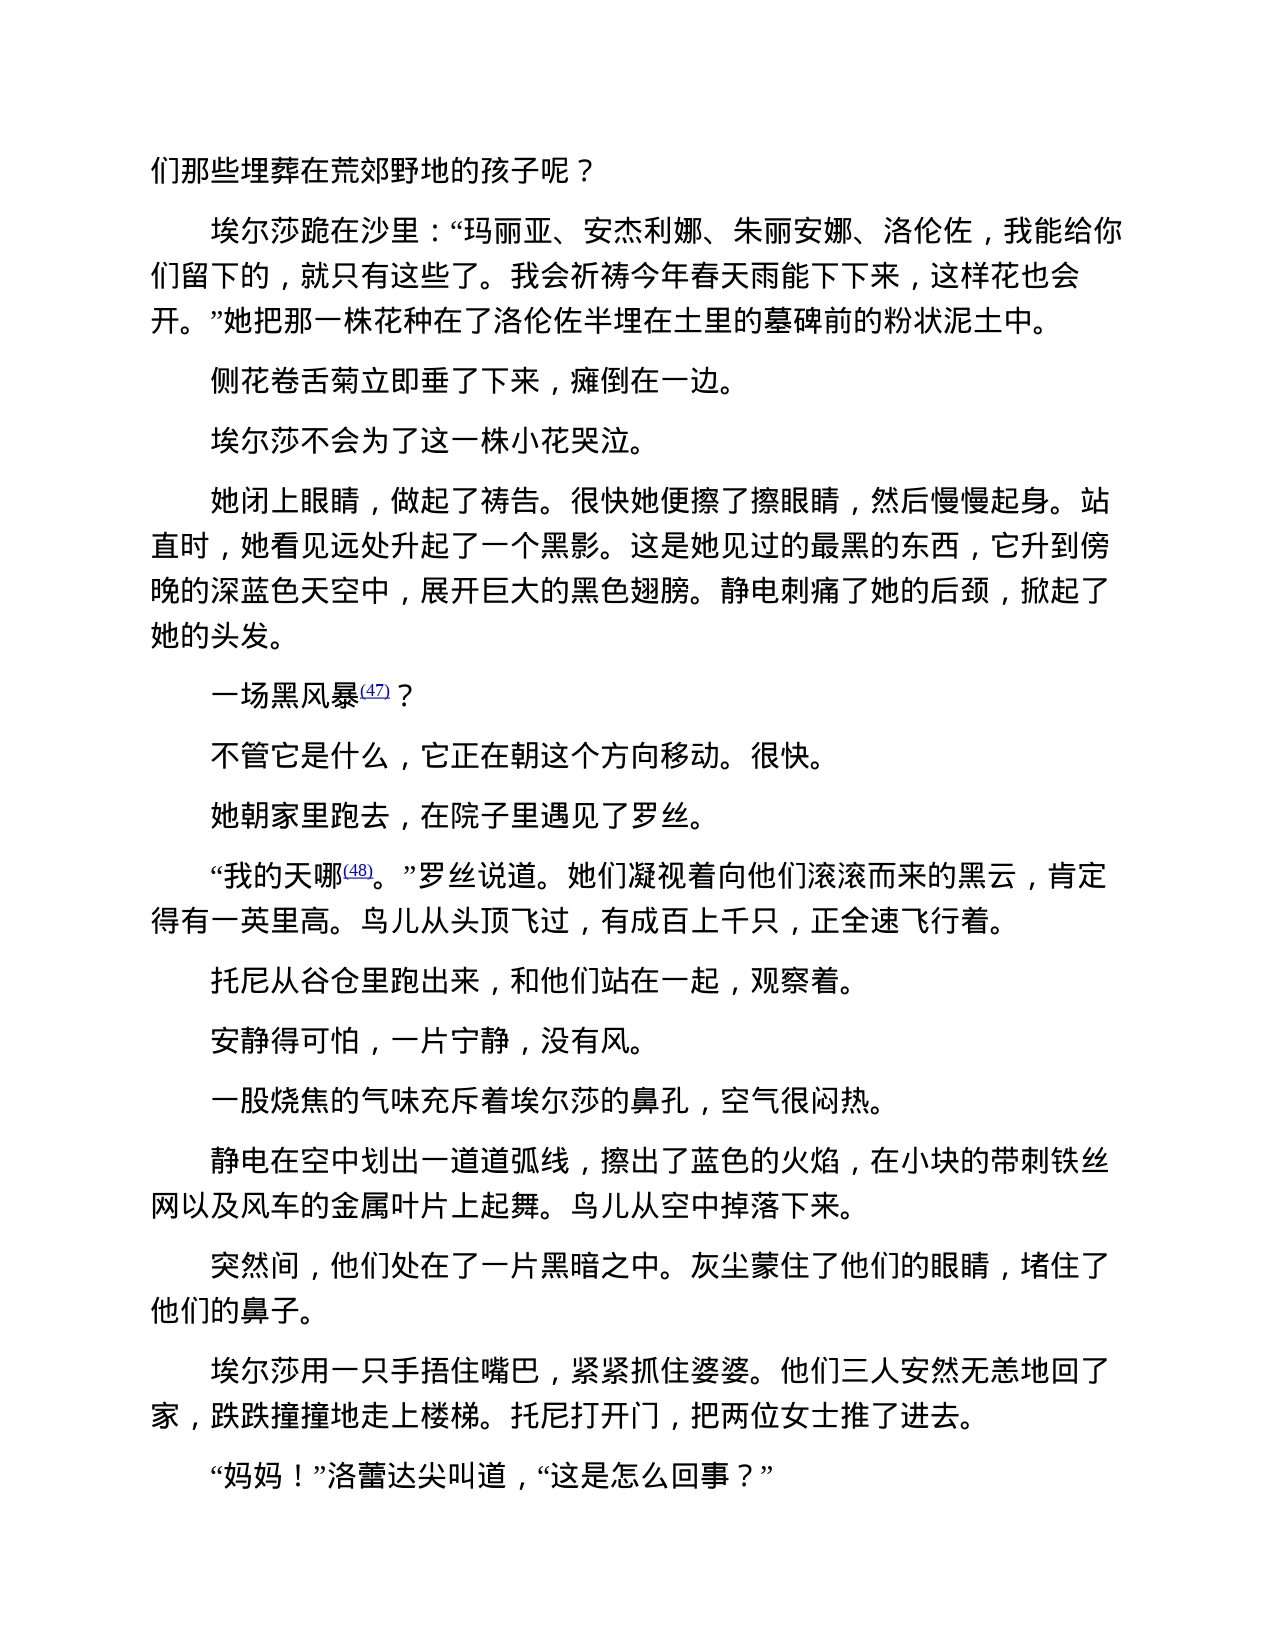 们那些埋葬在荒郊野地的孩子呢？
埃尔莎跪在沙里：“玛丽亚、安杰利娜、朱丽安娜、洛伦佐，我能给你
们留下的，就只有这些了。我会祈祷今年春天雨能下下来，这样花也会
开。”她把那一株花种在了洛伦佐半埋在土里的墓碑前的粉状泥土中。
侧花卷舌菊立即垂了下来，瘫倒在一边。
埃尔莎不会为了这一株小花哭泣。
她闭上眼睛，做起了祷告。很快她便擦了擦眼睛，然后慢慢起身。站
直时，她看见远处升起了一个黑影。这是她见过的最黑的东西，它升到傍
晚的深蓝色天空中，展开巨大的黑色翅膀。静电刺痛了她的后颈，掀起了
她的头发。
一场黑风暴(47)？
不管它是什么，它正在朝这个方向移动。很快。
她朝家里跑去，在院子里遇见了罗丝。
“我的天哪(48)。”罗丝说道。她们凝视着向他们滚滚而来的黑云，肯定
得有一英里高。鸟儿从头顶飞过，有成百上千只，正全速飞行着。
托尼从谷仓里跑出来，和他们站在一起，观察着。
安静得可怕，一片宁静，没有风。
一股烧焦的气味充斥着埃尔莎的鼻孔，空气很闷热。
静电在空中划出一道道弧线，擦出了蓝色的火焰，在小块的带刺铁丝
网以及风车的金属叶片上起舞。鸟儿从空中掉落下来。
突然间，他们处在了一片黑暗之中。灰尘蒙住了他们的眼睛，堵住了
他们的鼻子。
埃尔莎用一只手捂住嘴巴，紧紧抓住婆婆。他们三人安然无恙地回了
家，跌跌撞撞地走上楼梯。托尼打开门，把两位女士推了进去。
“妈妈！”洛蕾达尖叫道，“这是怎么回事？”